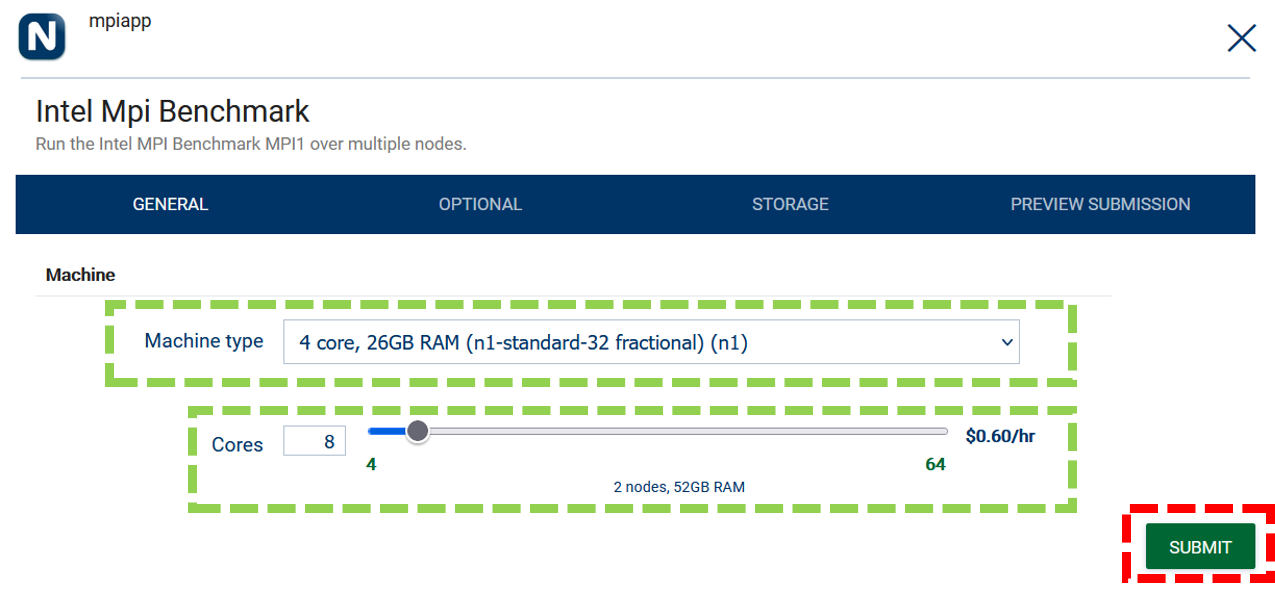 N
mpiapp
Intel Mpi Benchmark
Run the Intel MPI Benchmark MPI1 over multiple nodes.
GENERAL OPTIONAL STORAGE PREVIEW SUBMISSION
Machine
Machine type 4 core, 26GB RAM (n1-standard-32 fractional) (n1)
Cores 8 $0.60/hr
4 64
2 nodes, 52GB RAM
SUBMIT